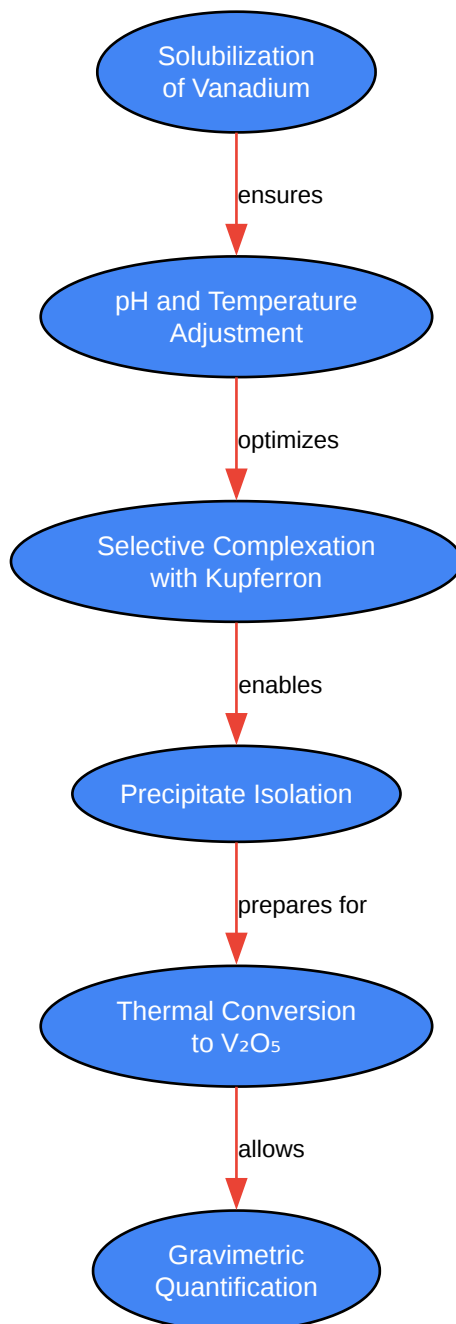 Solubilization
of Vanadium
ensures
pH and Temperature
Adjustment
optimizes
Selective Complexation
with Kupferron
enables
Precipitate Isolation
prepares for
Thermal Conversion
to V₂O₅
allows
Gravimetric
Quantification